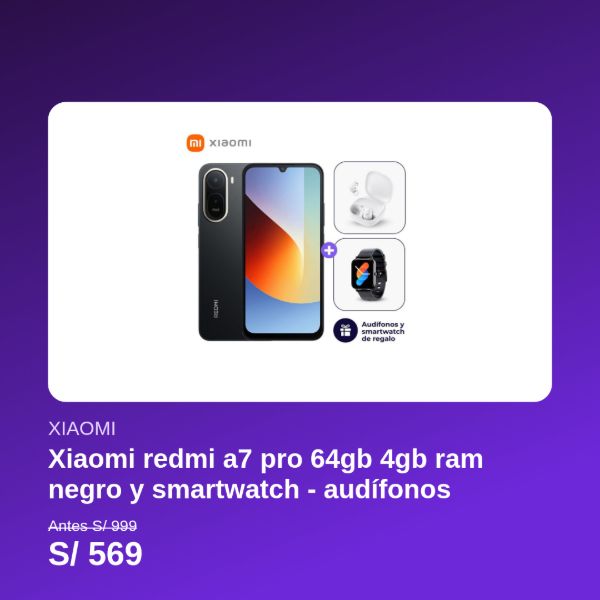 xiaomi
REDMI
Audífonos y
smartwatch
de regalo
XIAOMI
Xiaomi redmi a7 pro 64gb 4gb ram
negro y smartwatch - audífonos
Antes S/ 999
S/ 569